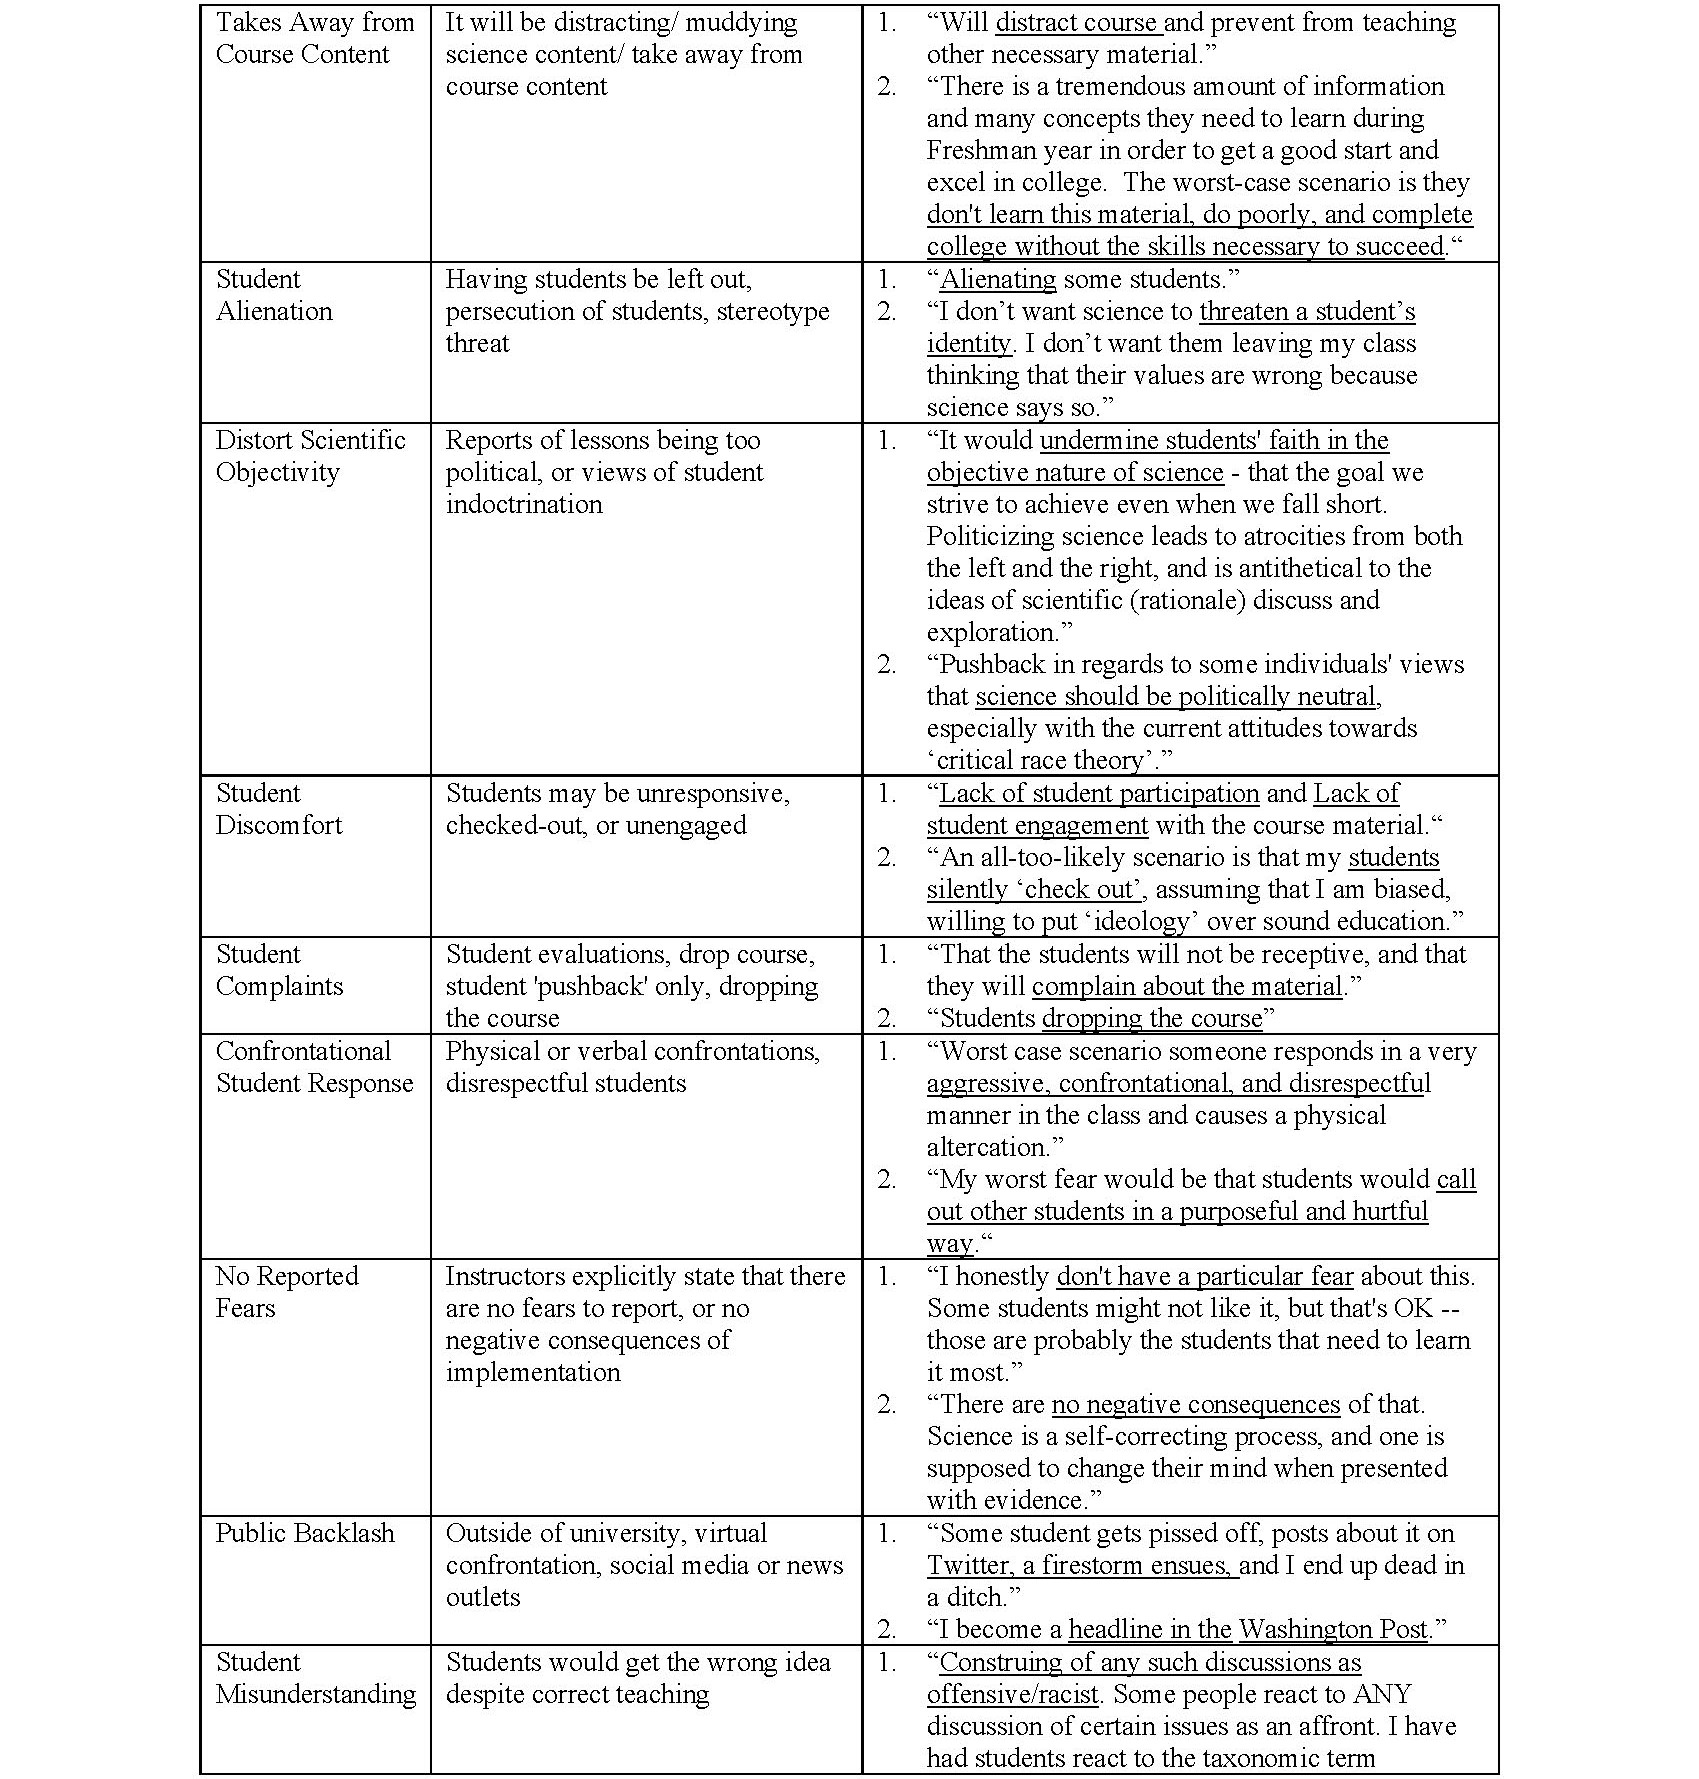 Takes Away from
Course Content
It will be distracting/ muddying
science content/ take away from
course content
1. “Will distract course and prevent from teaching
other necessary material.”
2. “There is a tremendous amount of information
and many concepts they need to learn during
Freshman year in order to get a good start and
excel in college.  The worst-case scenario is they
don't learn this material, do poorly, and complete
college without the skills necessary to succeed.“
Student
Alienation
Having students be left out,
persecution of students, stereotype
threat
1. “Alienating some students.”
2. “I don’t want science to threaten a student’s
identity. I don’t want them leaving my class
thinking that their values are wrong because
science says so.”
Distort Scientific
Objectivity
Reports of lessons being too
political, or views of student
indoctrination
1. “It would undermine students' faith in the
objective nature of science - that the goal we
strive to achieve even when we fall short.
Politicizing science leads to atrocities from both
the left and the right, and is antithetical to the
ideas of scientific (rationale) discuss and
exploration.”
2. “Pushback in regards to some individuals' views
that science should be politically neutral,
especially with the current attitudes towards
‘critical race theory’.”
Student
Discomfort
Students may be unresponsive,
checked-out, or unengaged
1. “Lack of student participation and Lack of
student engagement with the course material.“
2. “An all-too-likely scenario is that my students
silently ‘check out’, assuming that I am biased,
willing to put ‘ideology’ over sound education.”
Student
Complaints
Student evaluations, drop course,
student 'pushback' only, dropping
the course
1. “That the students will not be receptive, and that
they will complain about the material.”
2. “Students dropping the course”
Confrontational
Student Response
Physical or verbal confrontations,
disrespectful students
1. “Worst case scenario someone responds in a very
aggressive, confrontational, and disrespectful
manner in the class and causes a physical
altercation.”
2. “My worst fear would be that students would call
out other students in a purposeful and hurtful
way.“
No Reported
Fears
Instructors explicitly state that there
are no fears to report, or no
negative consequences of
implementation
1. “I honestly don't have a particular fear about this.
Some students might not like it, but that's OK --
those are probably the students that need to learn
it most.”
2. “There are no negative consequences of that.
Science is a self-correcting process, and one is
supposed to change their mind when presented
with evidence.”
Public Backlash
Outside of university, virtual
confrontation, social media or news
outlets
1. “Some student gets pissed off, posts about it on
Twitter, a firestorm ensues, and I end up dead in
a ditch.”
2. “I become a headline in the Washington Post.”
Student
Misunderstanding
Students would get the wrong idea
despite correct teaching
1. “Construing of any such discussions as
offensive/racist. Some people react to ANY
discussion of certain issues as an affront. I have
had students react to the taxonomic term